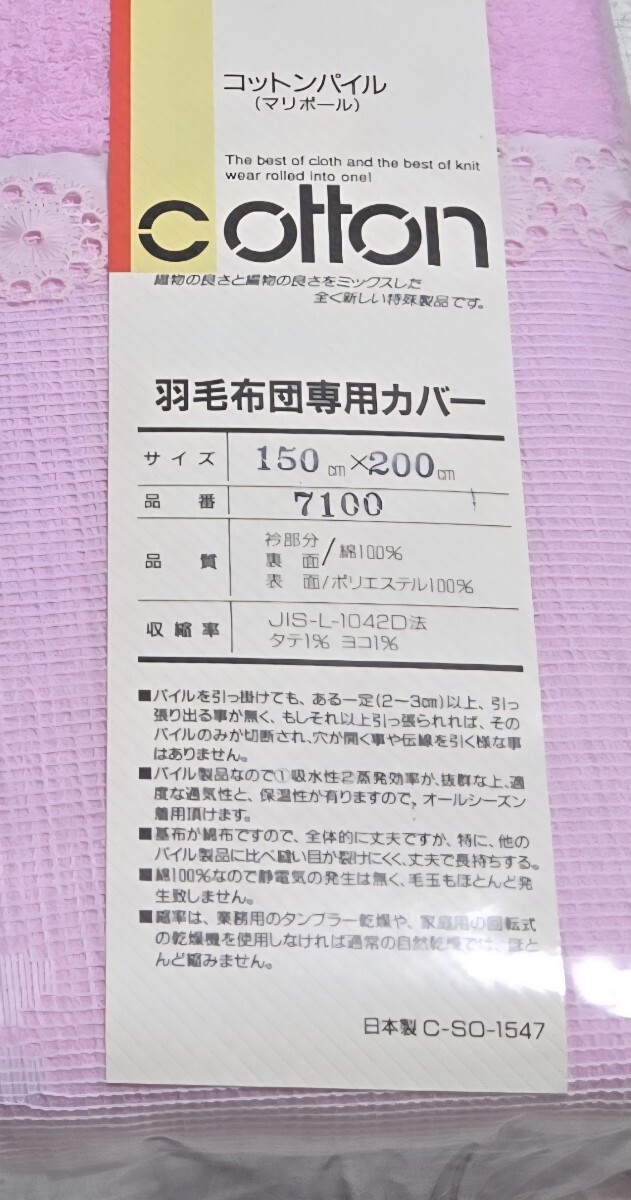 コットンパイル
(マリポール)
The best of cloth and the best of knit
wear rolled into one!
cotton
織物の良さと編物の良さをミックスした
全く新しい特殊製品です。
羽毛布団専用カバー
サイズ 150cm×200cm
品番 7100
品質 衿部分 裏面/綿100%
表面/ポリエステル100%
収縮率 JIS-L-1042D法
タテ1% ヨコ1%
■パイルを引っ掛けても、ある一定(2~3cm)以上、引っ
張り出る事が無く、もしそれ以上引っ張られれば、その
パイルのみが切断され、穴が開く事や伝線を引く様な事
はありません。
■パイル製品なので①吸水性2蒸発効率が、抜群な上、適
度な通気性と、保温性が有りますので、オールシーズン
着用頂けます。
■基布が綿布ですので、全体的に丈夫ですが、特に、他の
パイル製品に比べ縫い目が裂けにくく、丈夫で長持ちする。
■綿100%なので静電気の発生は無く、毛玉もほとんど発
生致しません。
■縮率は、業務用のタンブラー乾燥や、家庭用の回転式
の乾燥機を使用しなければ通常の自然乾燥では、ほと
んど縮みません。
日本製 C-SO-1547